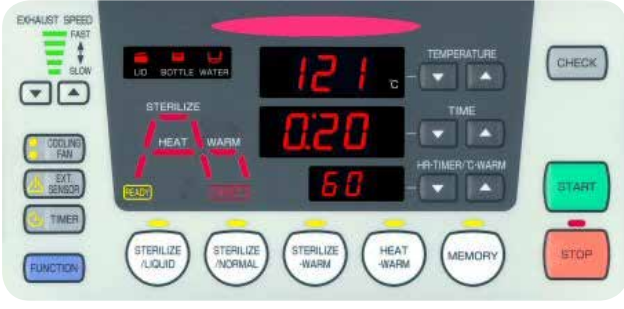 EXHAUST SPEED
FAST
SLOW
LID BOTTLE WATER
121 °C
TEMPERATURE
CHECK
STERILIZE
HEAT WARM
0:20
TIME
COOLING
FAN
EXT.
SENSOR
TIMER
READY
60
HR-TIMER/°C-WARM
START
STOP
FUNCTION
STERILIZE
/LIQUID
STERILIZE
/NORMAL
STERILIZE
-WARM
HEAT
-WARM
MEMORY